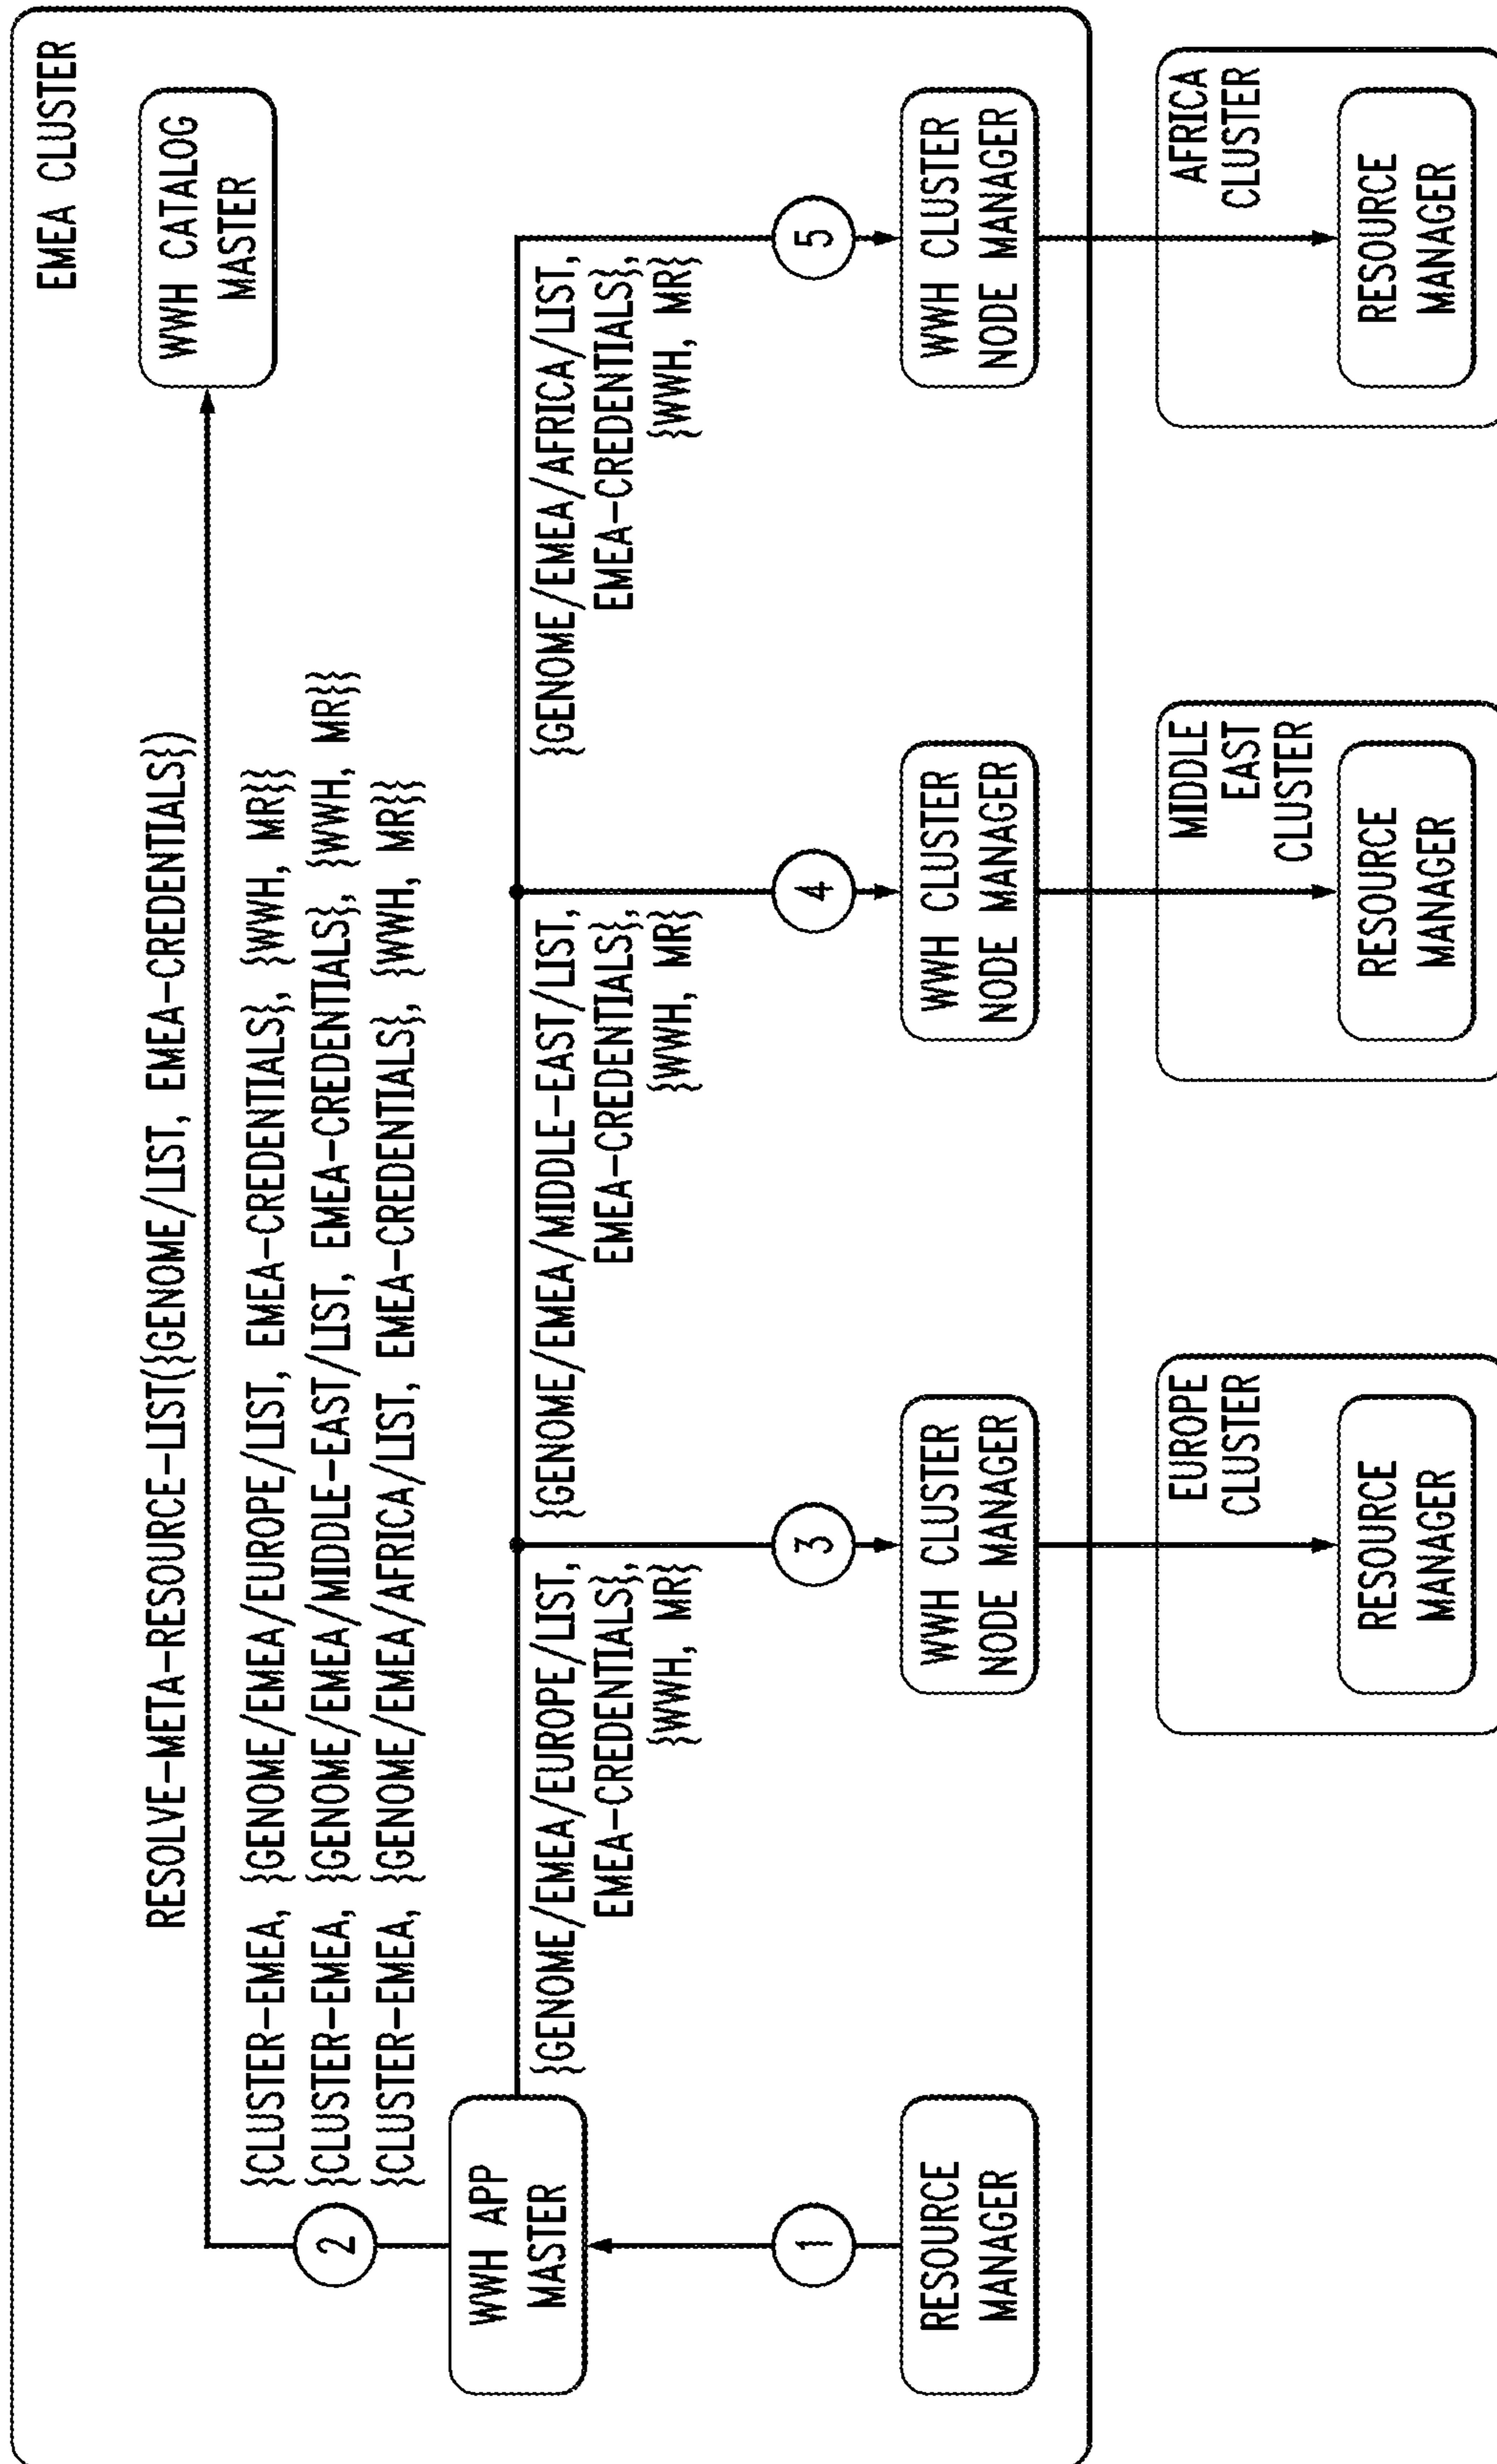 EMEA CLUSTER
RESOLVE-META-RESOURCE-LIST({GENOME/LIST, EMEA-CREDENTIALS})
WWH CATALOG
MASTER
2
{CLUSTER-EMEA, {GENOME/EMEA/EUROPE/LIST, EMEA-CREDENTIALS}, {WWH, MR}}
{CLUSTER-EMEA, {GENOME/EMEA/MIDDLE-EAST/LIST, EMEA-CREDENTIALS}, {WWH, MR}}
{CLUSTER-EMEA, {GENOME/EMEA/AFRICA/LIST, EMEA-CREDENTIALS}, {WWH, MR}}
WWH APP
MASTER
{GENOME/EMEA/EUROPE/LIST,
EMEA-CREDENTIALS},
{WWH, MR}
{GENOME/EMEA/MIDDLE-EAST/LIST,
EMEA-CREDENTIALS},
{WWH, MR}
{GENOME/EMEA/AFRICA/LIST,
EMEA-CREDENTIALS},
{WWH, MR}
1
3
4
5
RESOURCE
MANAGER
WWH CLUSTER
NODE MANAGER
WWH CLUSTER
NODE MANAGER
WWH CLUSTER
NODE MANAGER
EUROPE
CLUSTER
RESOURCE
MANAGER
MIDDLE
EAST
CLUSTER
RESOURCE
MANAGER
AFRICA
CLUSTER
RESOURCE
MANAGER